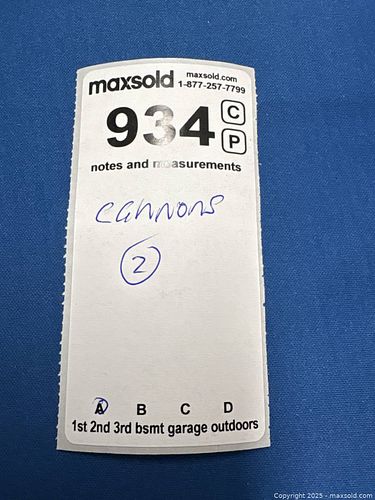 maxsold maxsold.com
1-877-257-7799
934 C
P
notes and measurements
cannons
2
A B C D
1st 2nd 3rd bsmt garage outdoors
Copyright 2025 - maxsold.com